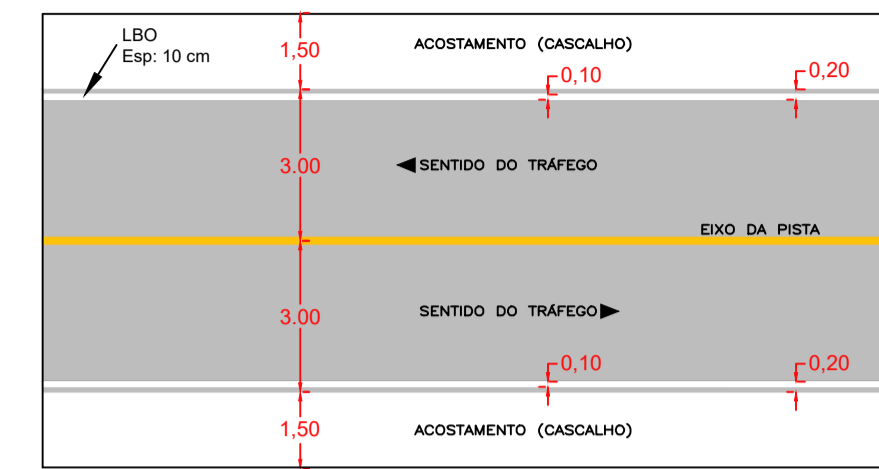 LBO
Esp: 10 cm
1,50
ACOSTAMENTO (CASCALHO)
0,10
0,20
3.00
SENTIDO DO TRÁFEGO
EIXO DA PISTA
3.00
SENTIDO DO TRÁFEGO
0,10
0,20
1,50
ACOSTAMENTO (CASCALHO)